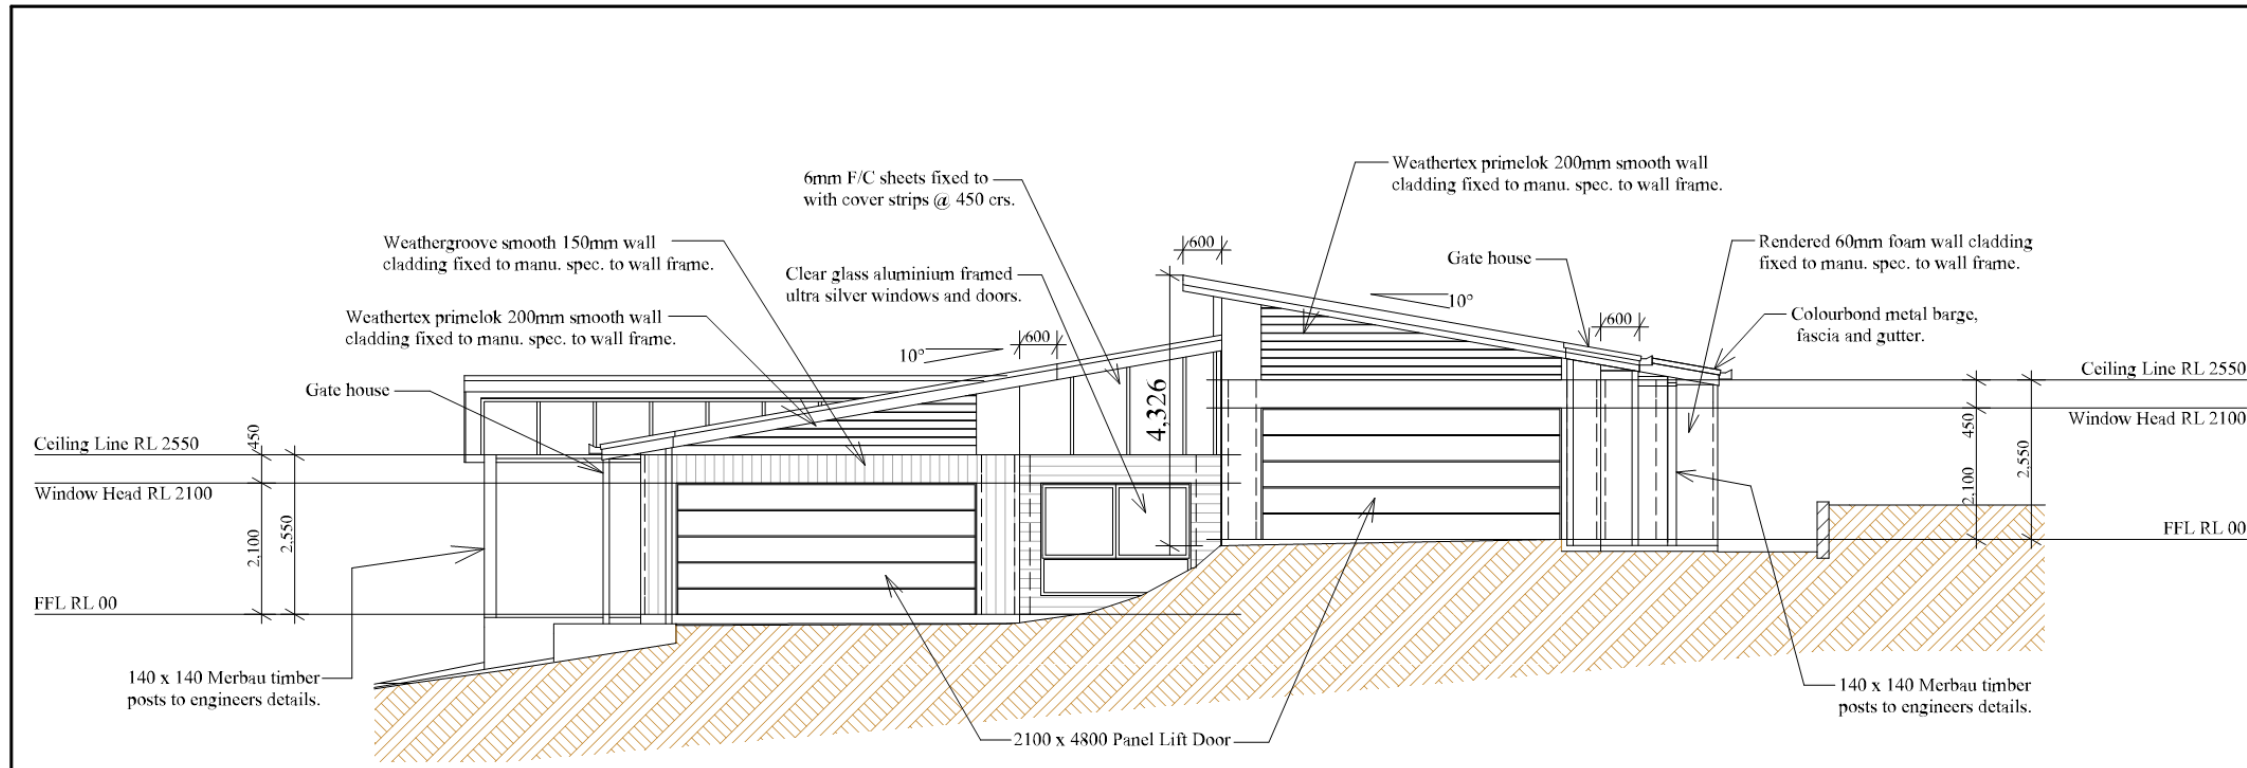 6mm F/C sheets fixed to
with cover strips @ 450 crs.
Weathertex primelok 200mm smooth wall
cladding fixed to manu. spec. to wall frame.
Weathergroove smooth 150mm wall
cladding fixed to manu. spec. to wall frame.
Clear glass aluminium framed
ultra silver windows and doors.
600
Gate house
Rendered 60mm foam wall cladding
fixed to manu. spec. to wall frame.
10°
Weathertex primelok 200mm smooth wall
cladding fixed to manu. spec. to wall frame.
10°
600
600
Colourbond metal barge,
fascia and gutter.
Gate house
4,326
Ceiling Line RL 2550
Window Head RL 2100
FFL RL 00
450
2,100
2,550
Ceiling Line RL 2550
Window Head RL 2100
FFL RL 00
450
2,100
2,550
140 x 140 Merbau timber
posts to engineers details.
2100 x 4800 Panel Lift Door
140 x 140 Merbau timber
posts to engineers details.